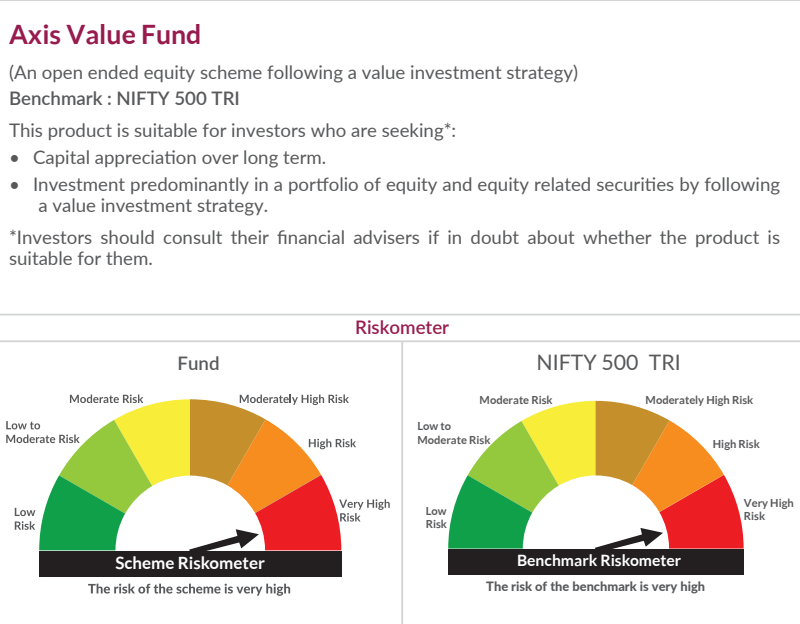 Axis Value Fund
(An open ended equity scheme following a value investment strategy)
Benchmark : NIFTY 500 TRI
This product is suitable for investors who are seeking*:
• Capital appreciation over long term.
• Investment predominantly in a portfolio of equity and equity related securities by following
a value investment strategy.
*Investors should consult their financial advisers if in doubt about whether the product is
suitable for them.
Riskometer
Fund
Moderate Risk
Moderately High Risk
Low to
Moderate Risk
High Risk
Low
Risk
Very High
Risk
Scheme Riskometer
The risk of the scheme is very high
NIFTY 500 TRI
Moderate Risk
Moderately High Risk
Low to
Moderate Risk
High Risk
Low
Risk
Very High
Risk
Benchmark Riskometer
The risk of the benchmark is very high